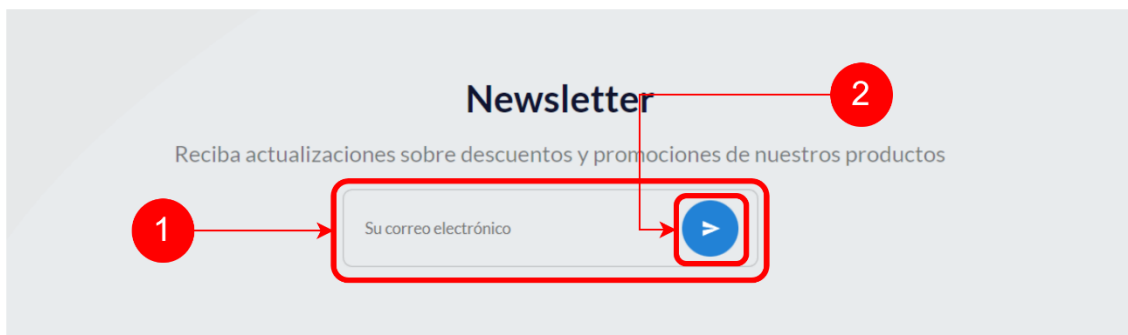 Newsletter
2
Reciba actualizaciones sobre descuentos y promociones de nuestros productos
1
Su correo electrónico